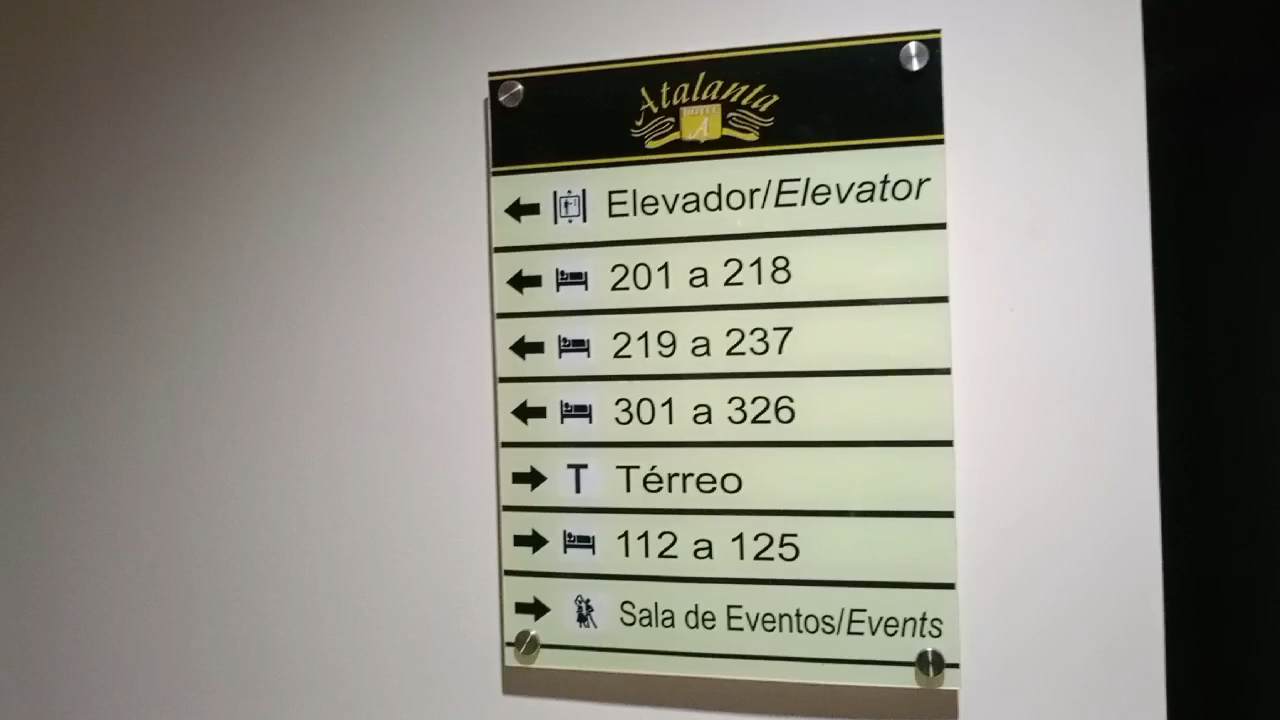 Atalanta
HOTEL
A
Elevador/Elevator
201 a 218
219 a 237
301 a 326
T Térreo
112 a 125
Sala de Eventos/Events